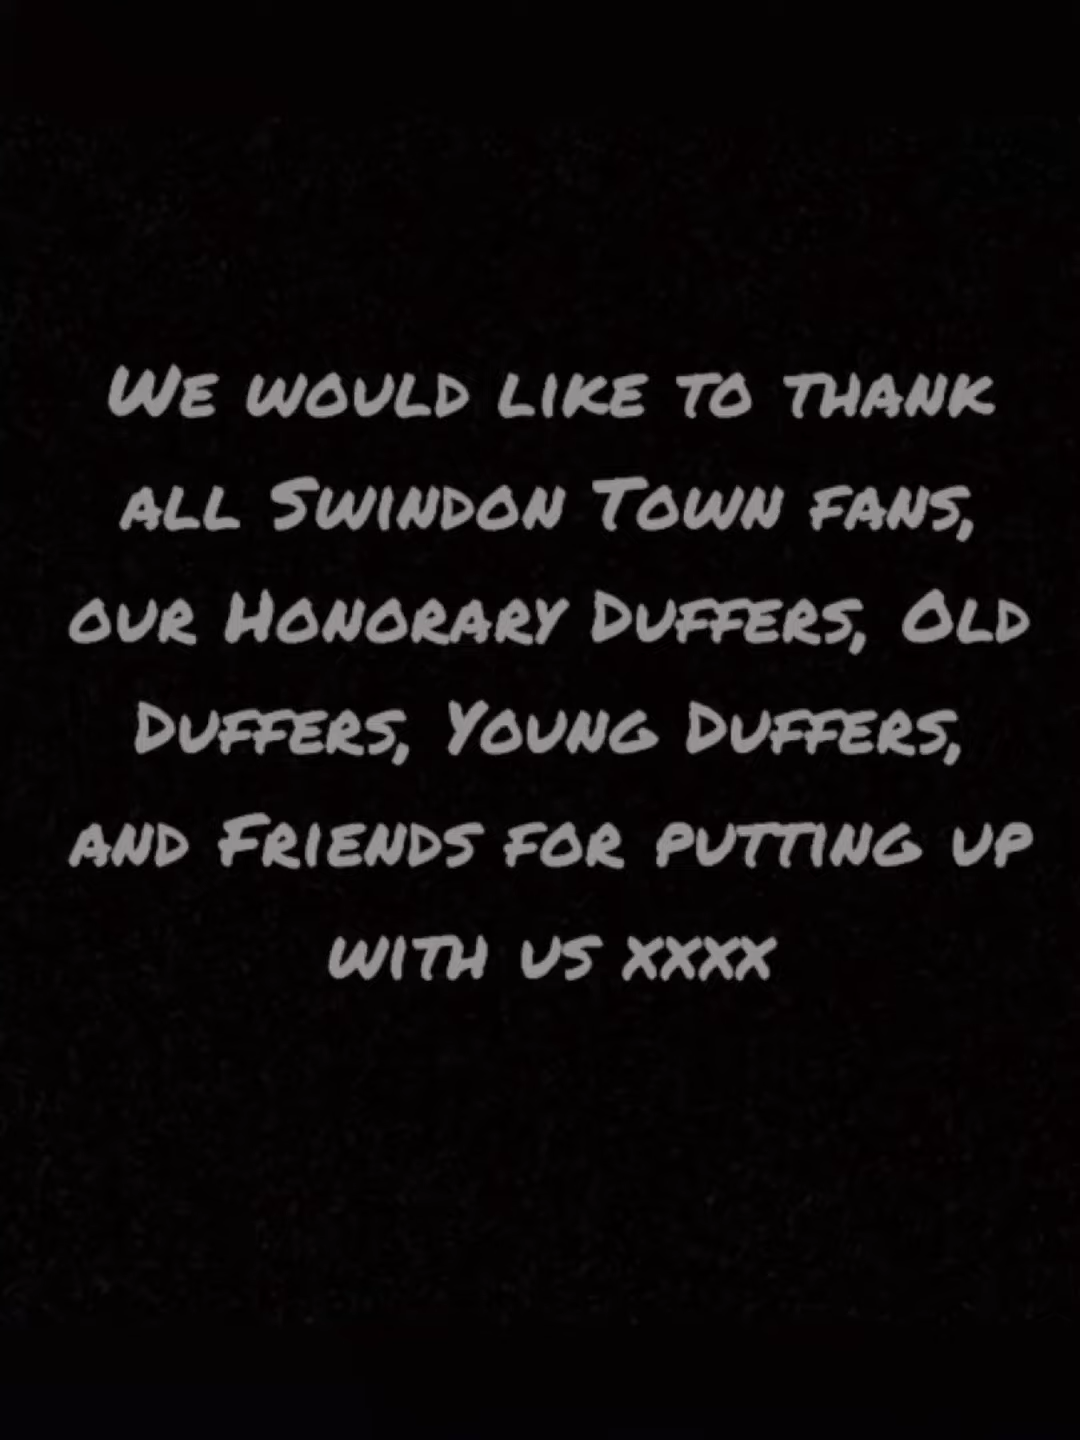 We would like to thank
all Swindon Town fans,
our Honorary Duffers, Old
Duffers, Young Duffers,
and Friends for putting up
with us xxxx